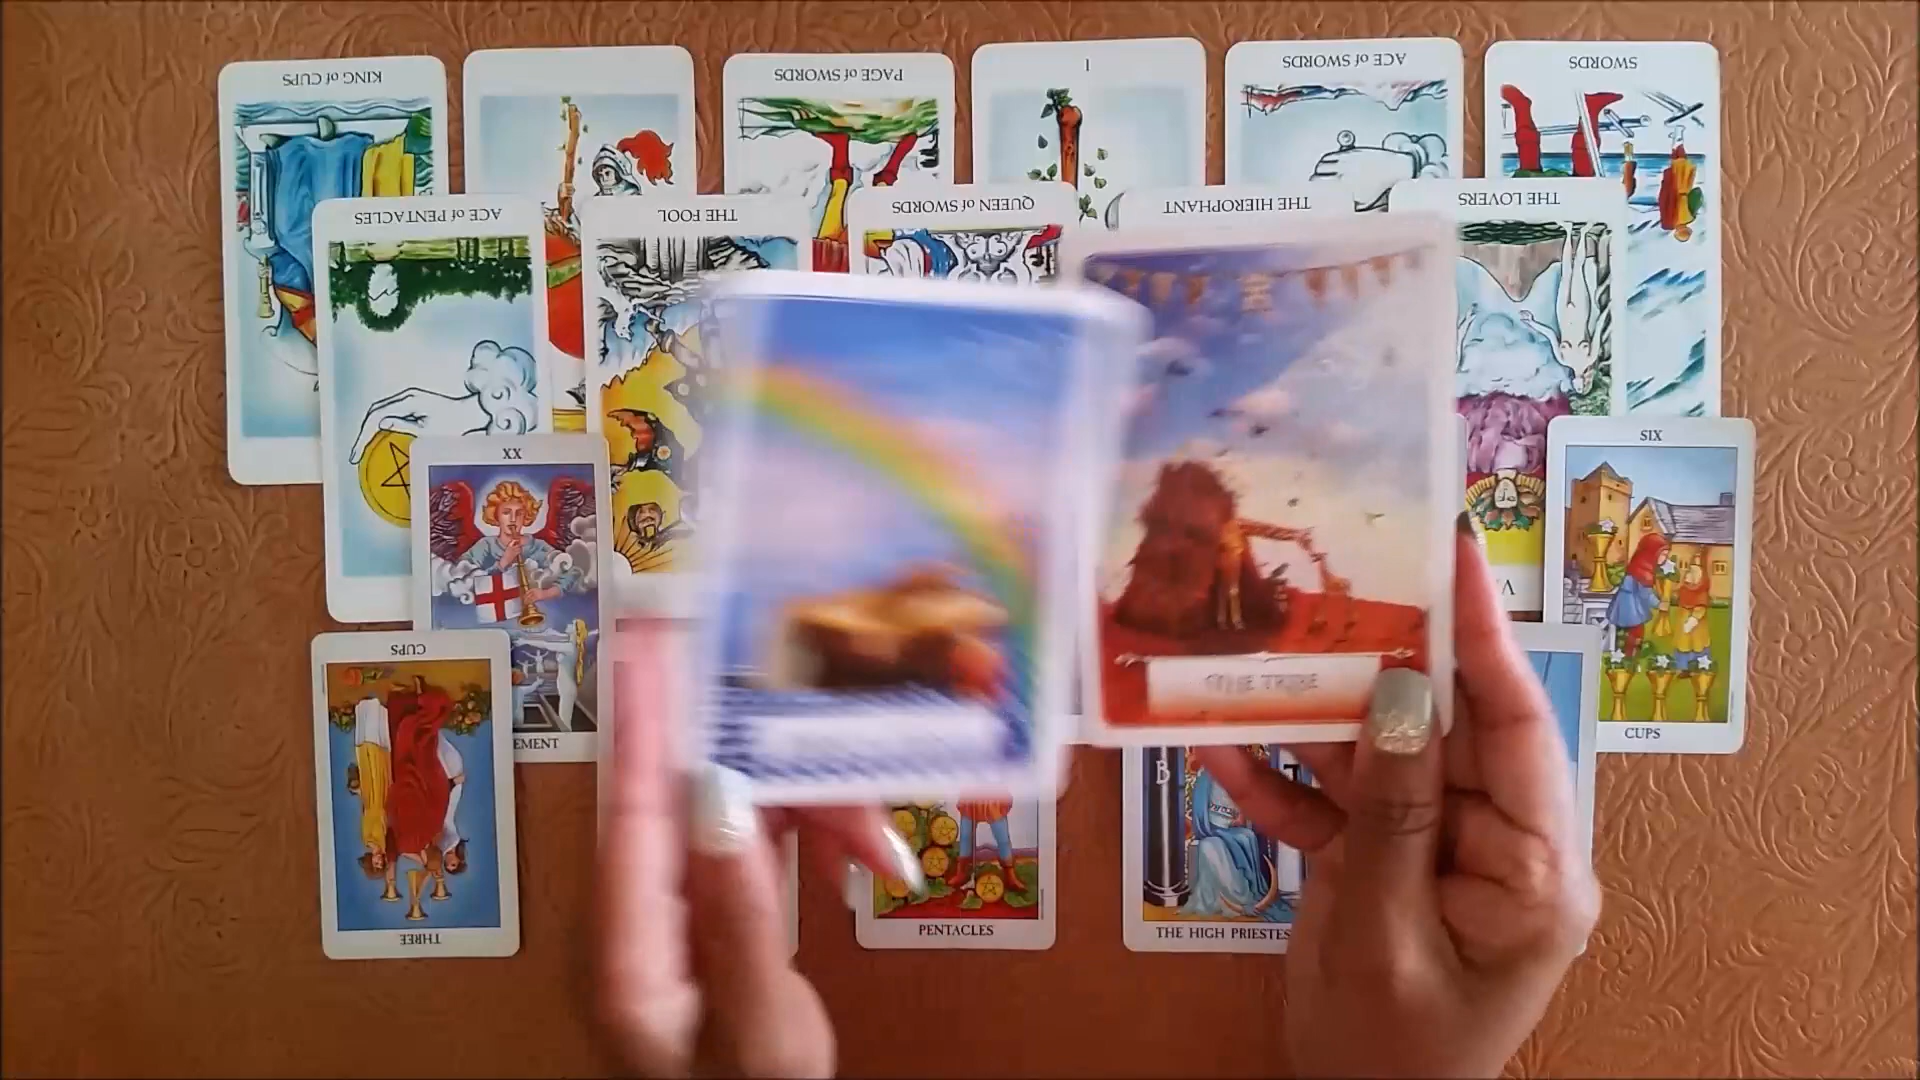 KING of CUPS
PAGE of SWORDS
I
ACE of SWORDS
SWORDS
ACE of PENTACLES
THE FOOL
QUEEN of SWORDS
THE HIEROPHANT
THE LOVERS
XX
SIX
EMENT
CUPS
THREE
CUPS
TRIBE
B
PENTACLES
THE HIGH PRIESTES